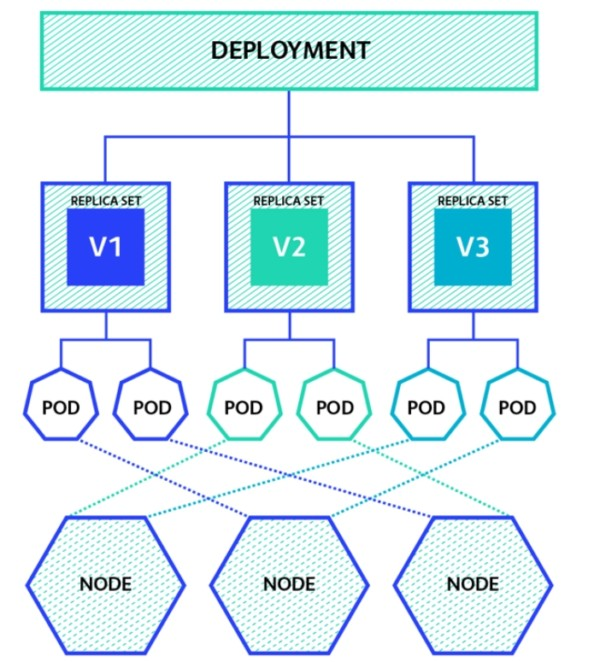 DEPLOYMENT
REPLICA SET
V1
REPLICA SET
V2
REPLICA SET
V3
POD
POD
POD
POD
POD
POD
NODE
NODE
NODE